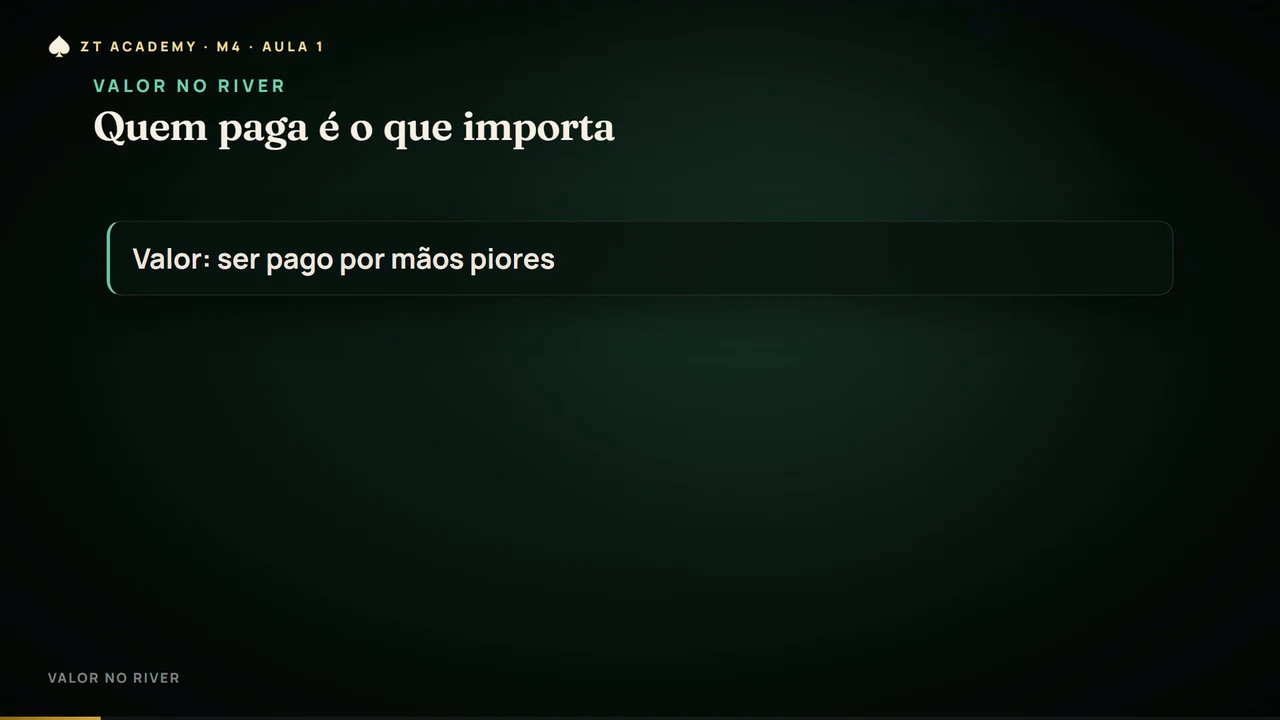 ZT ACADEMY · M4 · AULA 1
VALOR NO RIVER
Quem paga é o que importa
Valor: ser pago por mãos piores
VALOR NO RIVER